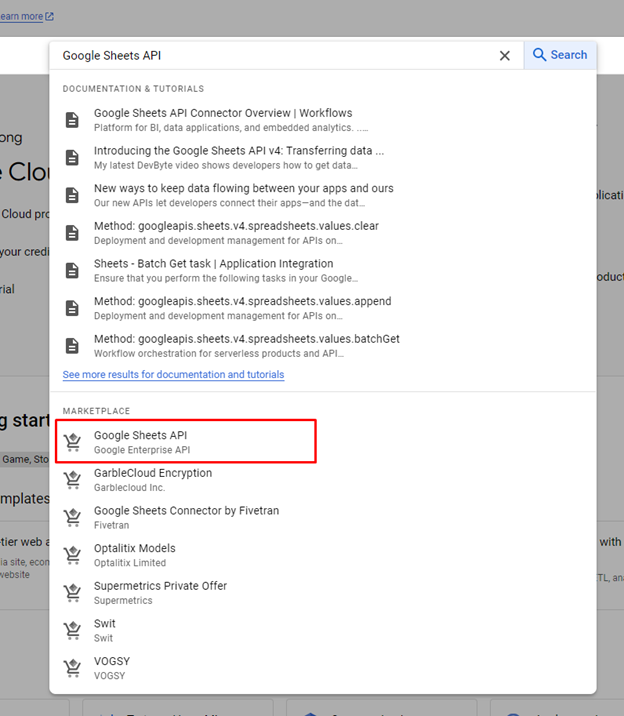 earn more
Google Sheets API
Search
DOCUMENTATION & TUTORIALS
Google Sheets API Connector Overview | Workflows
Platform for BI, data applications, and embedded analytics. .....
Introducing the Google Sheets API v4: Transferring data ...
My latest DevByte video shows developers how to get data...
New ways to keep data flowing between your apps and ours
Our new APIs let developers connect their apps—and the dat...
Method: googleapis.sheets.v4.spreadsheets.values.clear
Deployment and development management for APIs on...
Sheets - Batch Get task | Application Integration
Ensure that you perform the following tasks in your Google...
Method: googleapis.sheets.v4.spreadsheets.values.append
Deployment and development management for APIs on...
Method: googleapis.sheets.v4.spreadsheets.values.batchGet
Workflow orchestration for serverless products and API...
See more results for documentation and tutorials
MARKETPLACE
Google Sheets API
Google Enterprise API
GarbleCloud Encryption
Garblecloud Inc.
Google Sheets Connector by Fivetran
Fivetran
Optalitix Models
Optalitix Limited
Supermetrics Private Offer
Supermetrics
Swit
Swit
VOGSY
VOGSY
ong
e Clou
Cloud pro
your credi
rial
g start
Game, Sto
mplates
-tier web a
ia site, econ
website
plicati
oduct
with
TL, ana